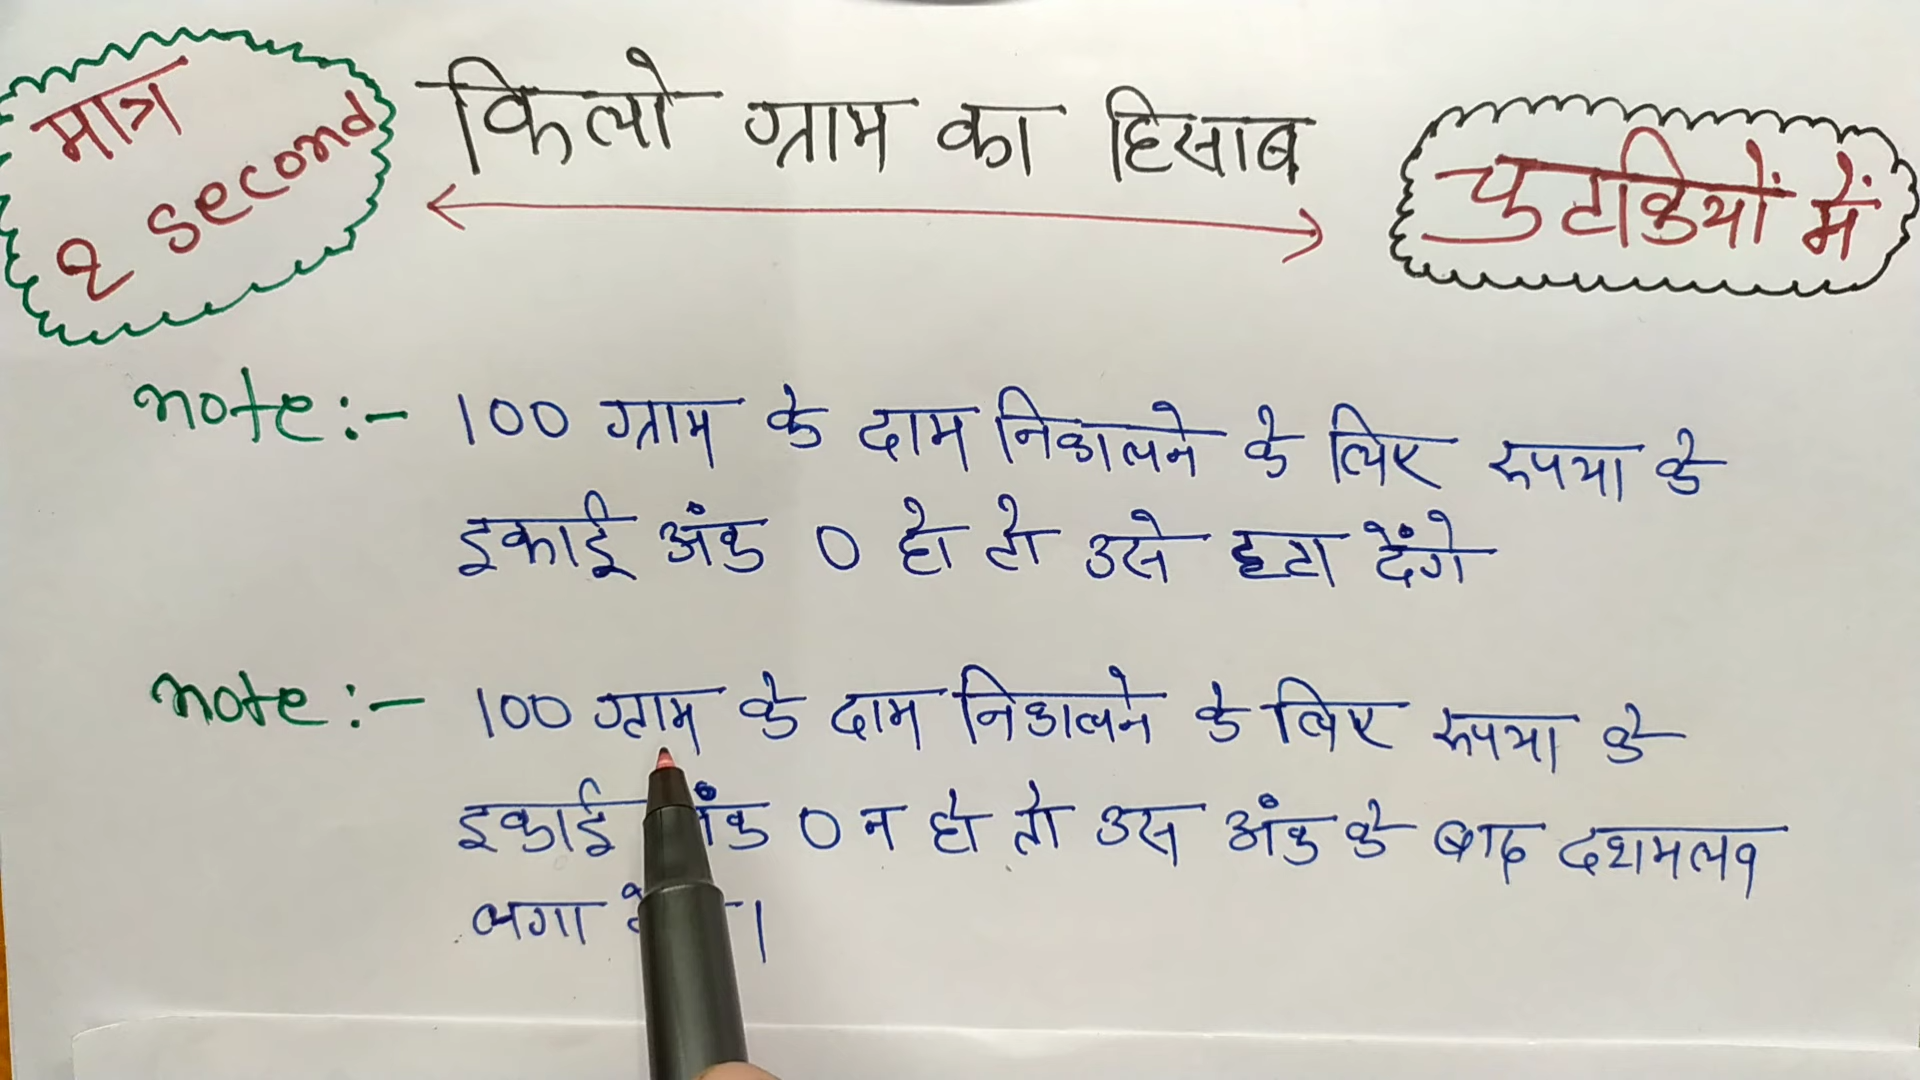 मात्र
2 second
किलो ग्राम का हिसाब
चुटकियों में
note:- 100 ग्राम के दाम निकालने के लिए रुपया के
इकाई अंक 0 हो तो उसे हटा देंगे
note:- 100 ग्राम के दाम निकालने के लिए रुपया के
इकाई अंक 0 न हो तो उस अंक के बाद दशमलव
लगा